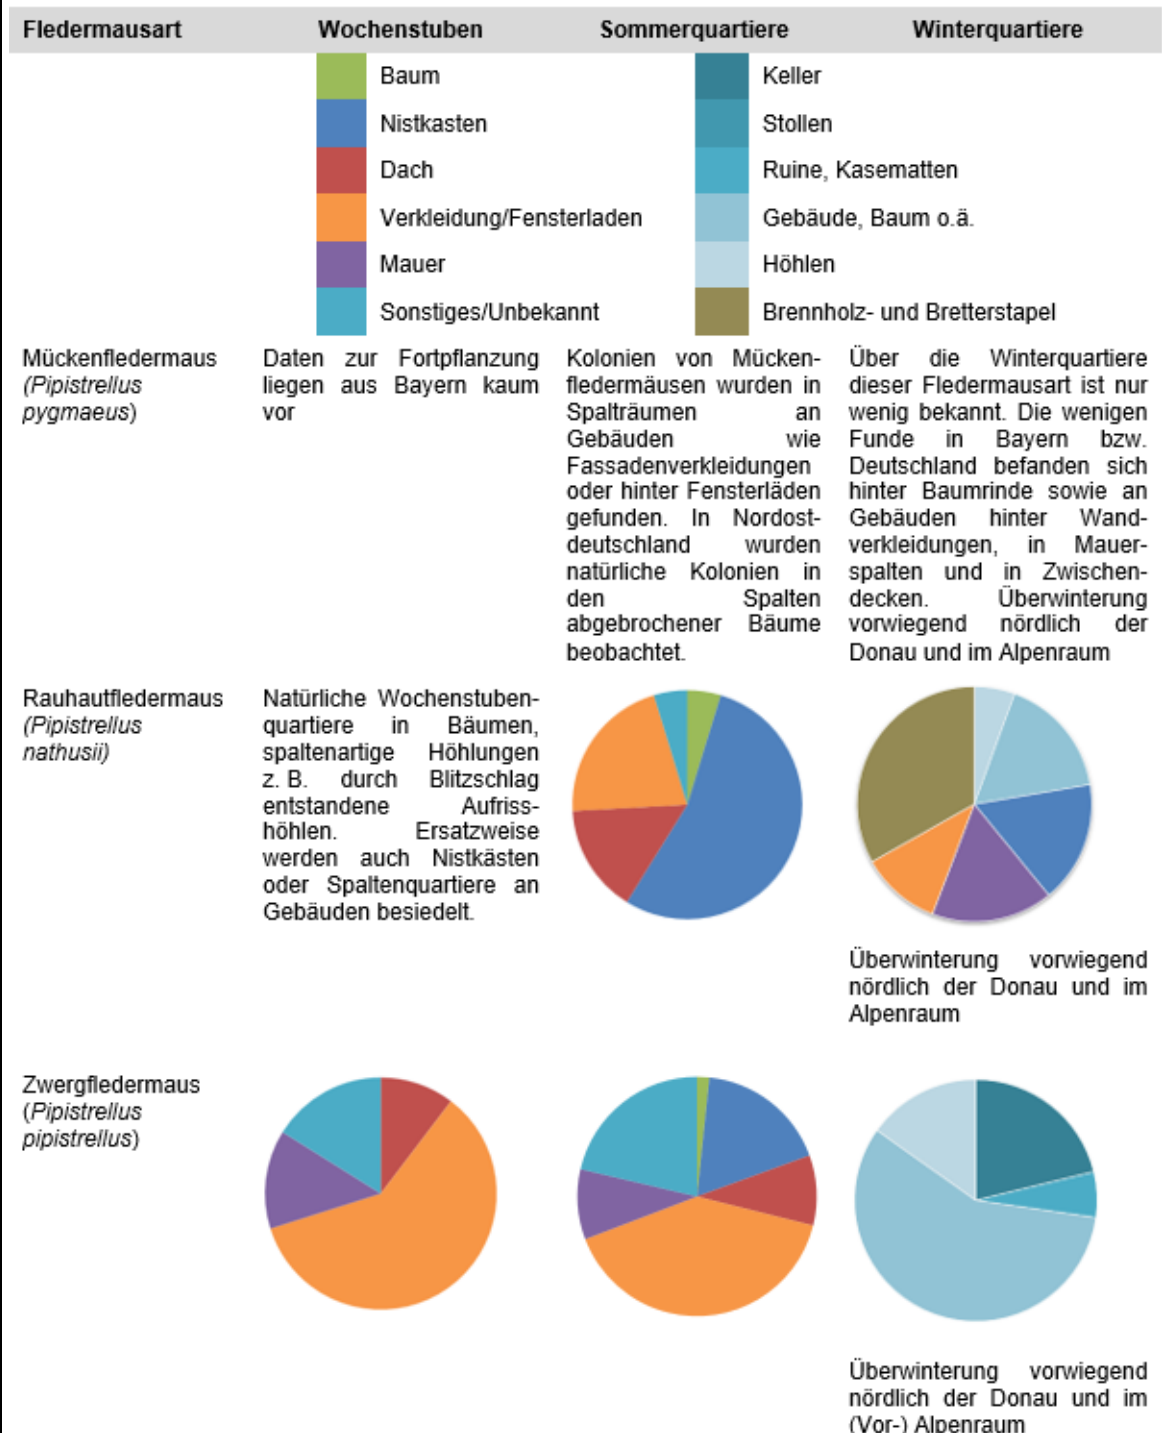 Fledermausart Wochenstuben Sommerquartiere Winterquartiere
Baum
Nistkasten
Dach
Verkleidung/Fensterladen
Mauer
Sonstiges/Unbekannt
Keller
Stollen
Ruine, Kasematten
Gebäude, Baum o.ä.
Höhlen
Brennholz- und Bretterstapel
Mückenfledermaus
(Pipistrellus
pygmaeus)
Daten zur Fortpflanzung
liegen aus Bayern kaum
vor
Kolonien von Mücken-
fledermäusen wurden in
Spalträumen an
Gebäuden wie
Fassadenverkleidungen
oder hinter Fensterläden
gefunden. In Nordost-
deutschland wurden
natürliche Kolonien in
den Spalten
abgebrochener Bäume
beobachtet.
Über die Winterquartiere
dieser Fledermausart ist nur
wenig bekannt. Die wenigen
Funde in Bayern bzw.
Deutschland befanden sich
hinter Baumrinde sowie an
Gebäuden hinter Wand-
verkleidungen, in Mauer-
spalten und in Zwischen-
decken. Überwinterung
vorwiegend nördlich der
Donau und im Alpenraum
Rauhautfledermaus
(Pipistrellus
nathusii)
Natürliche Wochenstuben-
quartiere in Bäumen,
spaltenartige Höhlungen
z. B. durch Blitzschlag
entstandene Aufriss-
höhlen. Ersatzweise
werden auch Nistkästen
oder Spaltenquartiere an
Gebäuden besiedelt.
Überwinterung vorwiegend
nördlich der Donau und im
Alpenraum
Zwergfledermaus
(Pipistrellus
pipistrellus)
Überwinterung vorwiegend
nördlich der Donau und im
(Vor-) Alpenraum